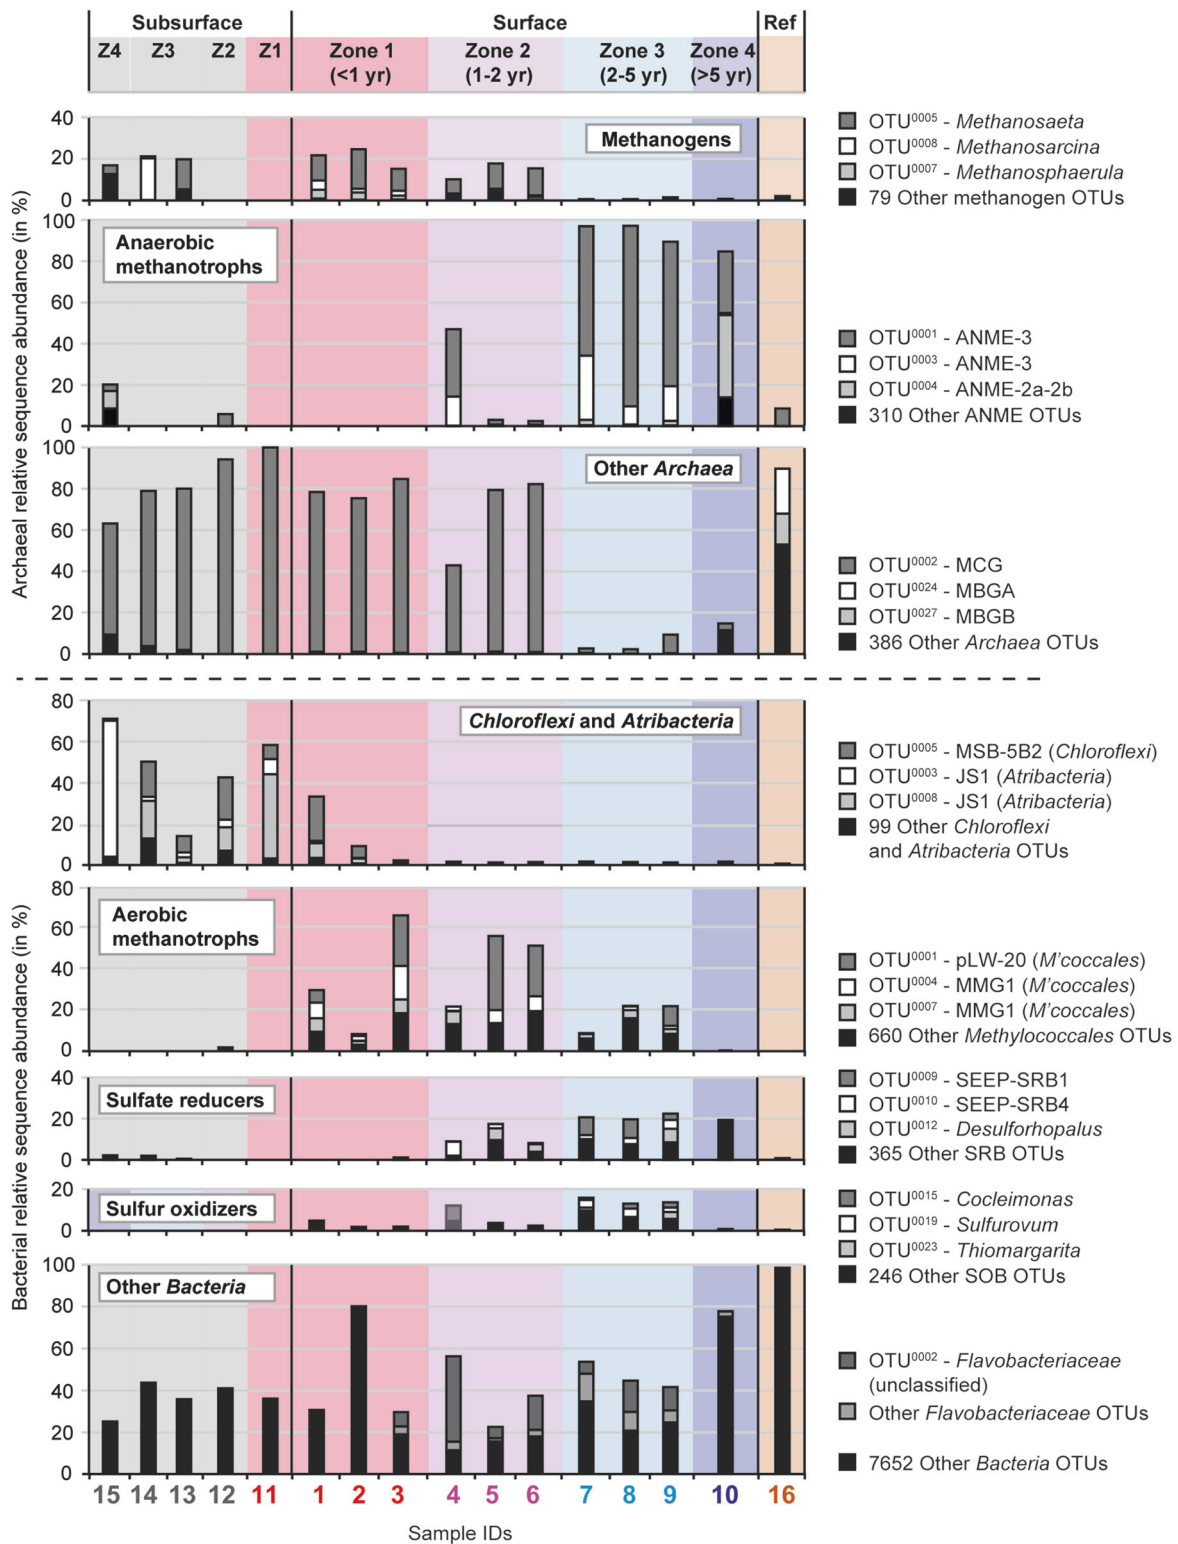 Subsurface Surface Ref
Z4 Z3 Z2 Z1 Zone 1 Zone 2 Zone 3 Zone 4
(<1 yr) (1-2 yr) (2-5 yr) (>5 yr)
Archaeal relative sequence abundance (in %)
40
20
0
Methanogens
OTU0005 - Methanosaeta
OTU0008 - Methanosarcina
OTU0007 - Methanosphaerula
79 Other methanogen OTUs
100
80
60
40
20
0
Anaerobic
methanotrophs
OTU0001 - ANME-3
OTU0003 - ANME-3
OTU0004 - ANME-2a-2b
310 Other ANME OTUs
100
80
60
40
20
0
Other Archaea
OTU0002 - MCG
OTU0024 - MBGA
OTU0027 - MBGB
386 Other Archaea OTUs
Bacterial relative sequence abundance (in %)
80
60
40
20
0
Chloroflexi and Atribacteria
OTU0005 - MSB-5B2 (Chloroflexi)
OTU0003 - JS1 (Atribacteria)
OTU0008 - JS1 (Atribacteria)
99 Other Chloroflexi
and Atribacteria OTUs
80
60
40
20
0
Aerobic
methanotrophs
OTU0001 - pLW-20 (M'coccales)
OTU0004 - MMG1 (M'coccales)
OTU0007 - MMG1 (M'coccales)
660 Other Methylococcales OTUs
40
20
0
Sulfate reducers
OTU0009 - SEEP-SRB1
OTU0010 - SEEP-SRB4
OTU0012 - Desulforhopalus
365 Other SRB OTUs
20
0
Sulfur oxidizers
OTU0015 - Cocleimonas
OTU0019 - Sulfurovum
OTU0023 - Thiomargarita
246 Other SOB OTUs
100
80
60
40
20
0
Other Bacteria
OTU0002 - Flavobacteriaceae
(unclassified)
Other Flavobacteriaceae OTUs
7652 Other Bacteria OTUs
15 14 13 12 11 1 2 3 4 5 6 7 8 9 10 16
Sample IDs